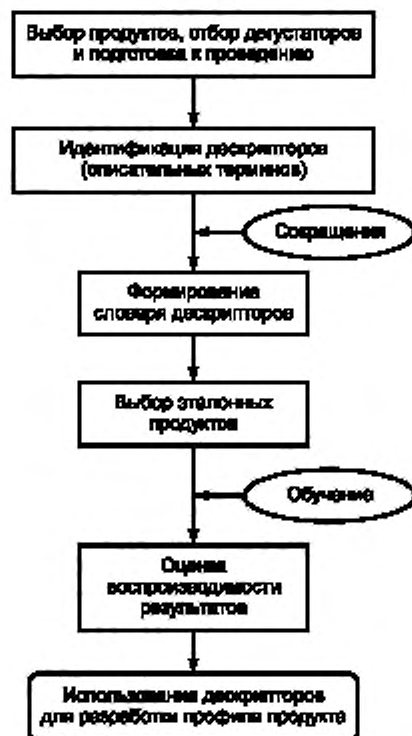 Выбор продуктов, отбор дегустаторов
и подготовка к проведению
Идентификация дескрипторов
(описательных терминов)
Сокращения
Формирование
словаря дескрипторов
Выбор эталонных
продуктов
Обучение
Оценка
воспроизводимости
результатов
Использование дескрипторов
для разработки профиля продукта